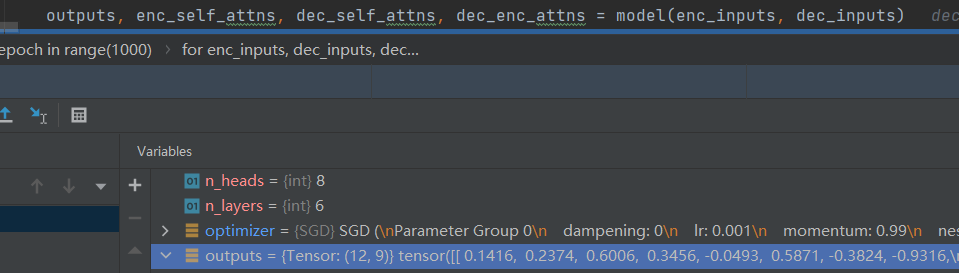 outputs, enc_self_attns, dec_self_attns, dec_enc_attns = model(enc_inputs, dec_inputs) dec
epoch in range(1000) › for enc_inputs, dec_inputs, dec...
Variables
n_heads = {int} 8
n_layers = {int} 6
optimizer = {SGD} SGD (\nParameter Group 0\n dampening: 0\n lr: 0.001\n momentum: 0.99\n nes
outputs = {Tensor: (12, 9)} tensor([[ 0.1416, 0.2374, 0.6006, 0.3456, -0.0493, 0.5871, -0.3824, -0.9316,\